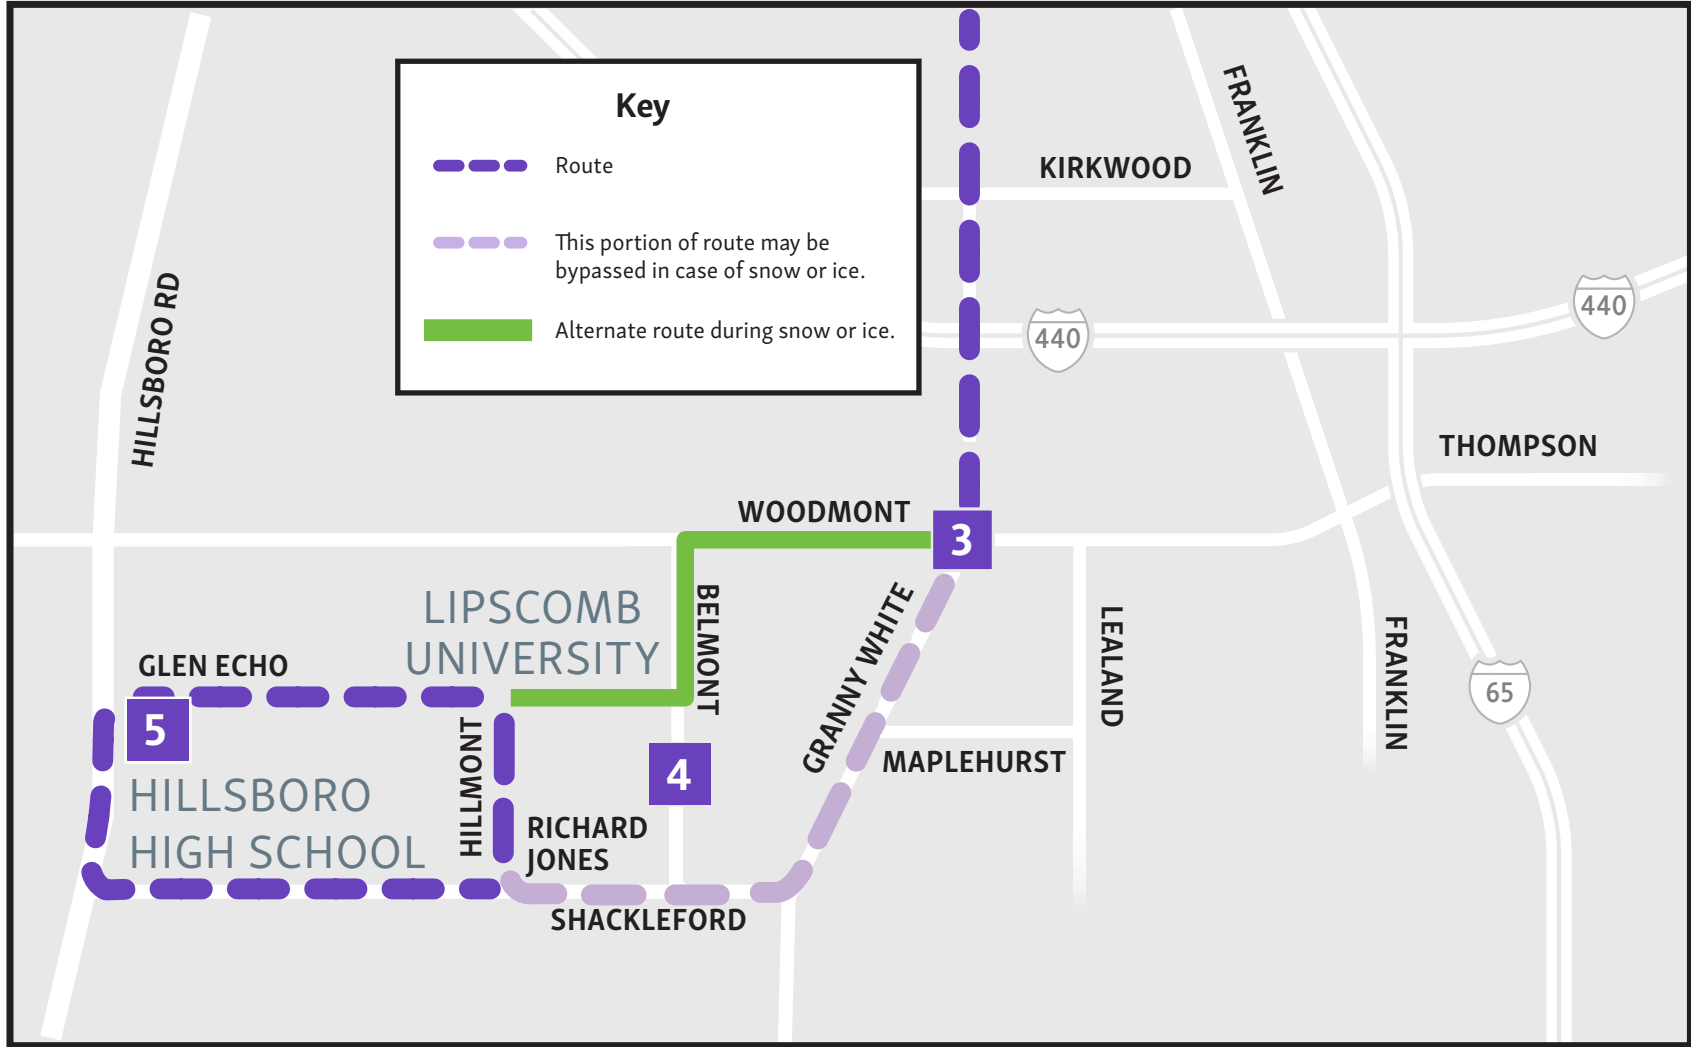 Key
Route
This portion of route may be
bypassed in case of snow or ice.
Alternate route during snow or ice.
FRANKLIN
KIRKWOOD
HILLSBORO RD
440
440
THOMPSON
WOODMONT
3
LIPSCOMB
UNIVERSITY
BELMONT
GRANNY WHITE
LEALAND
FRANKLIN
GLEN ECHO
65
5
HILLMONT
4
MAPLEHURST
HILLSBORO
HIGH SCHOOL
RICHARD
JONES
SHACKLEFORD